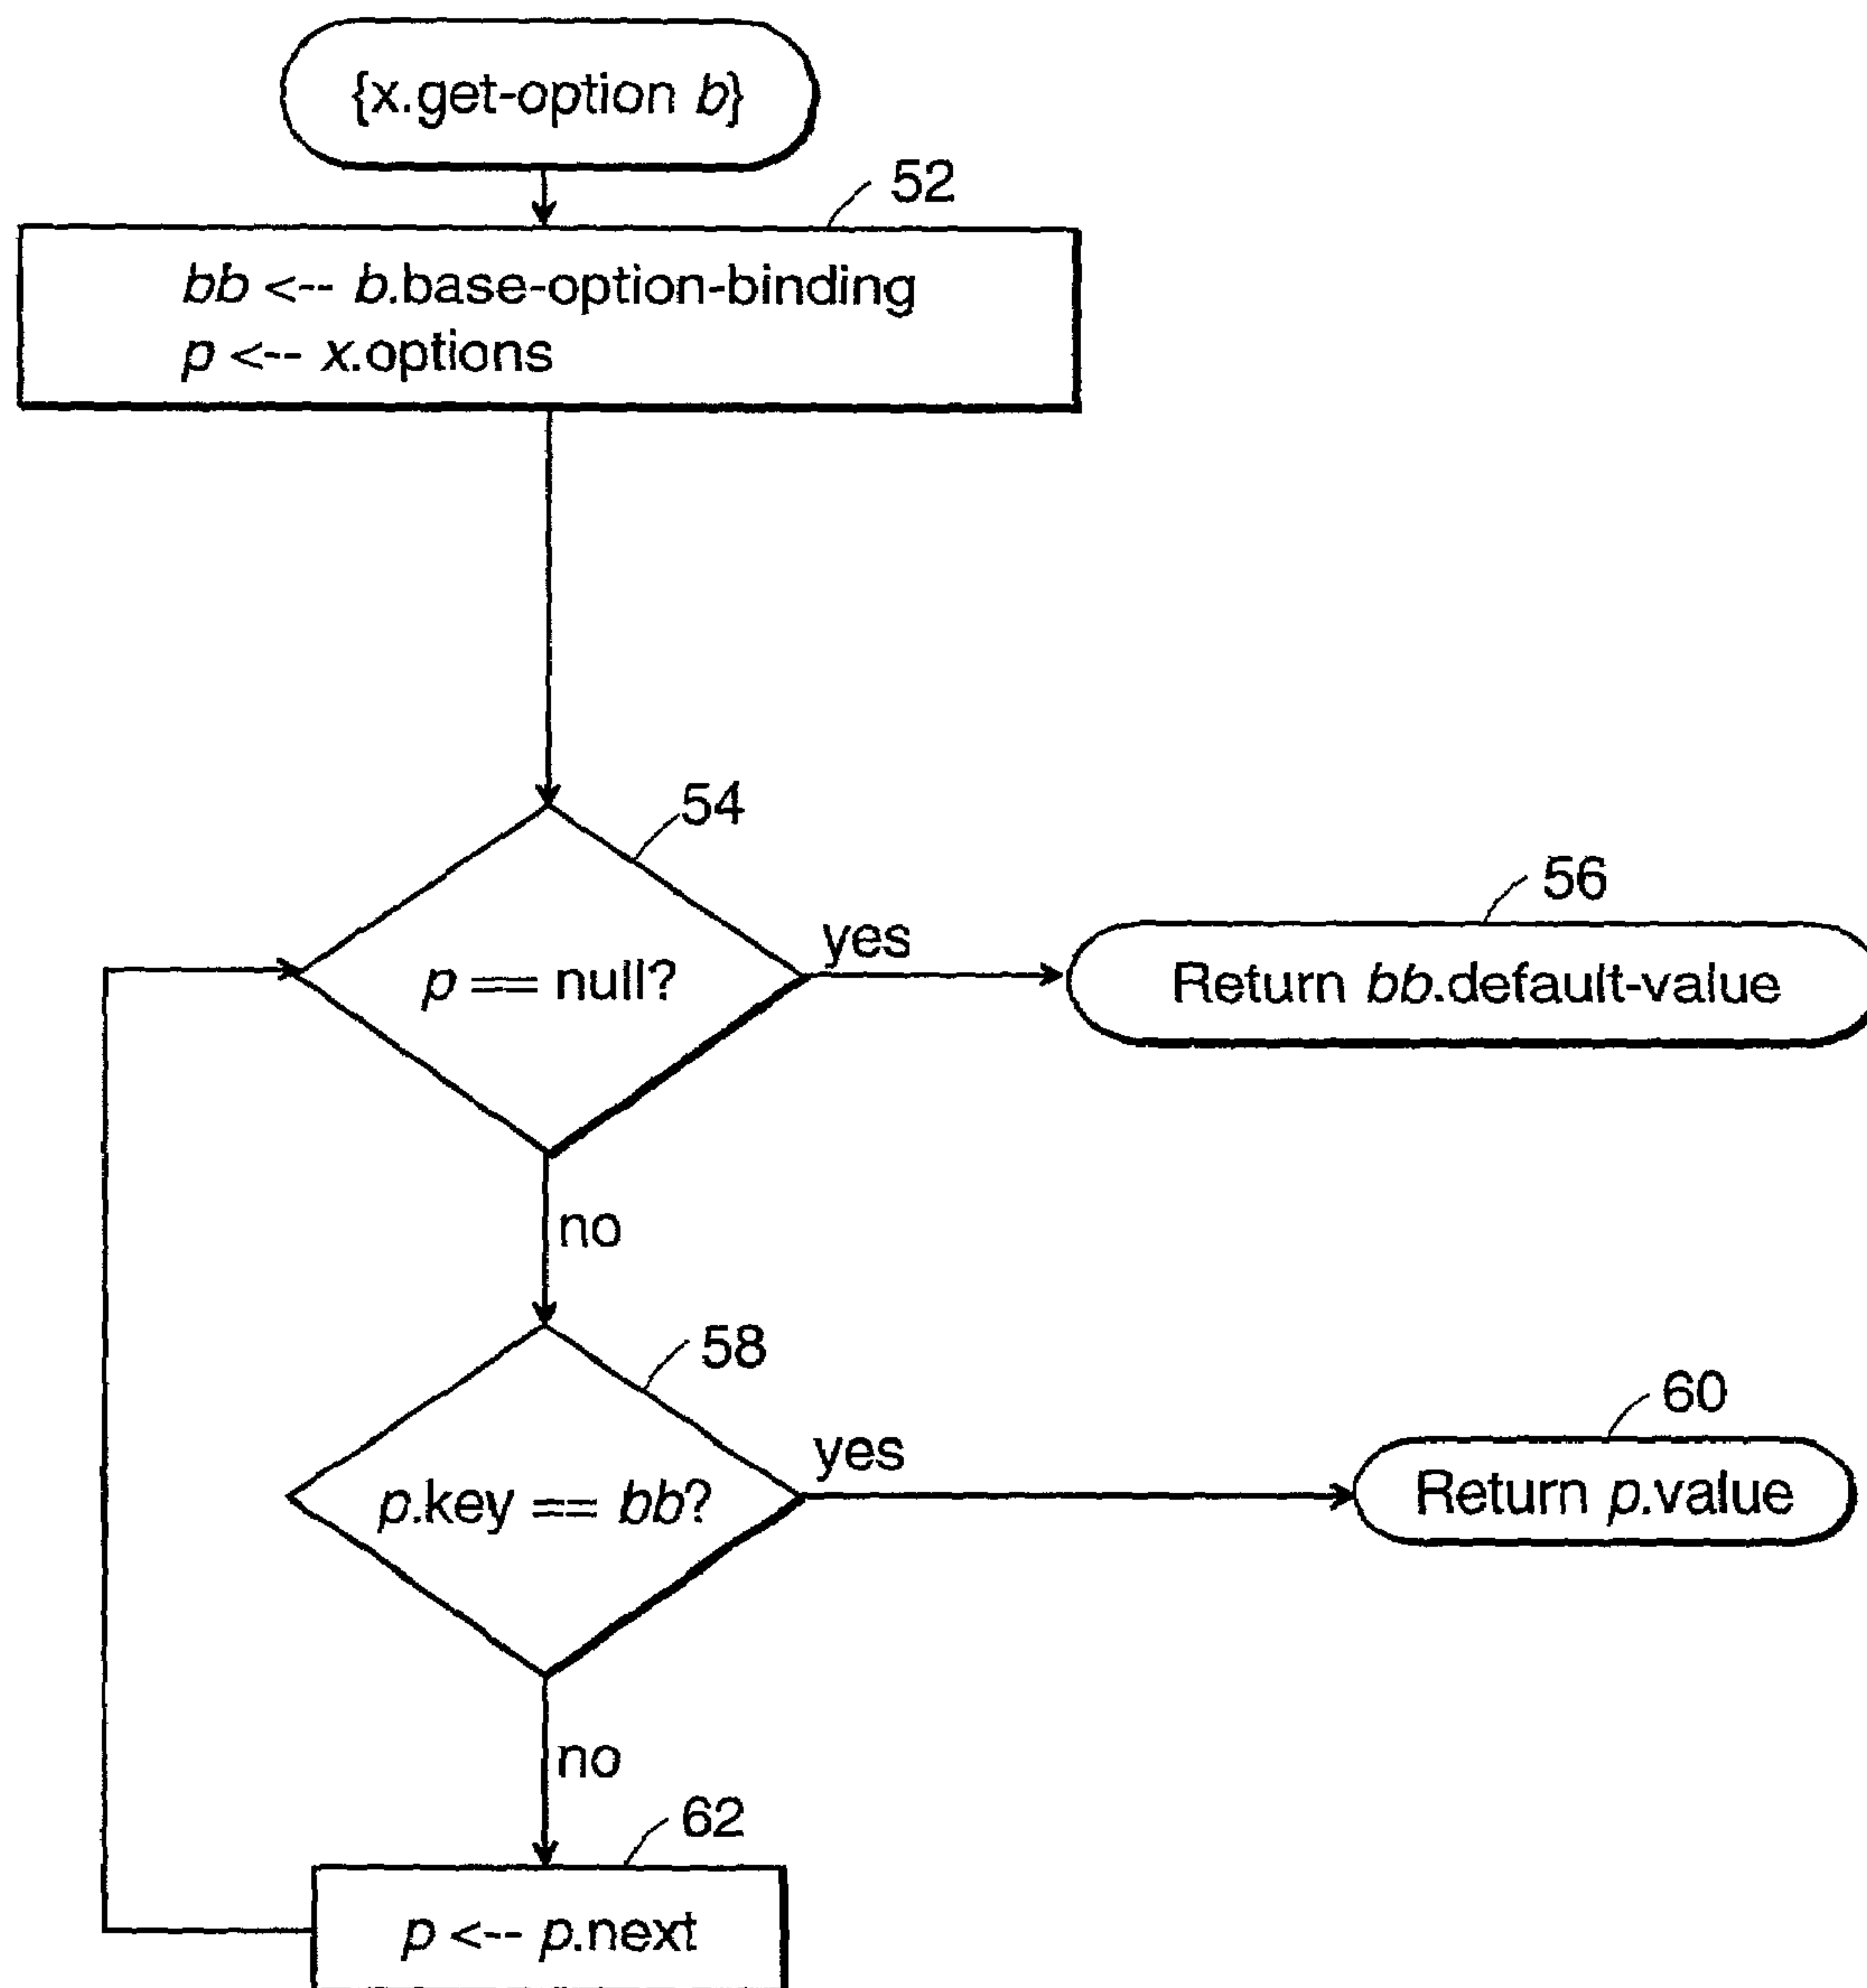 {x.get-option b}
52
bb <-- b.base-option-binding
p <-- x.options
54
56
yes
p == null?
Return bb.default-value
no
58
60
yes
p.key == bb?
Return p.value
no
62
p <-- p.next